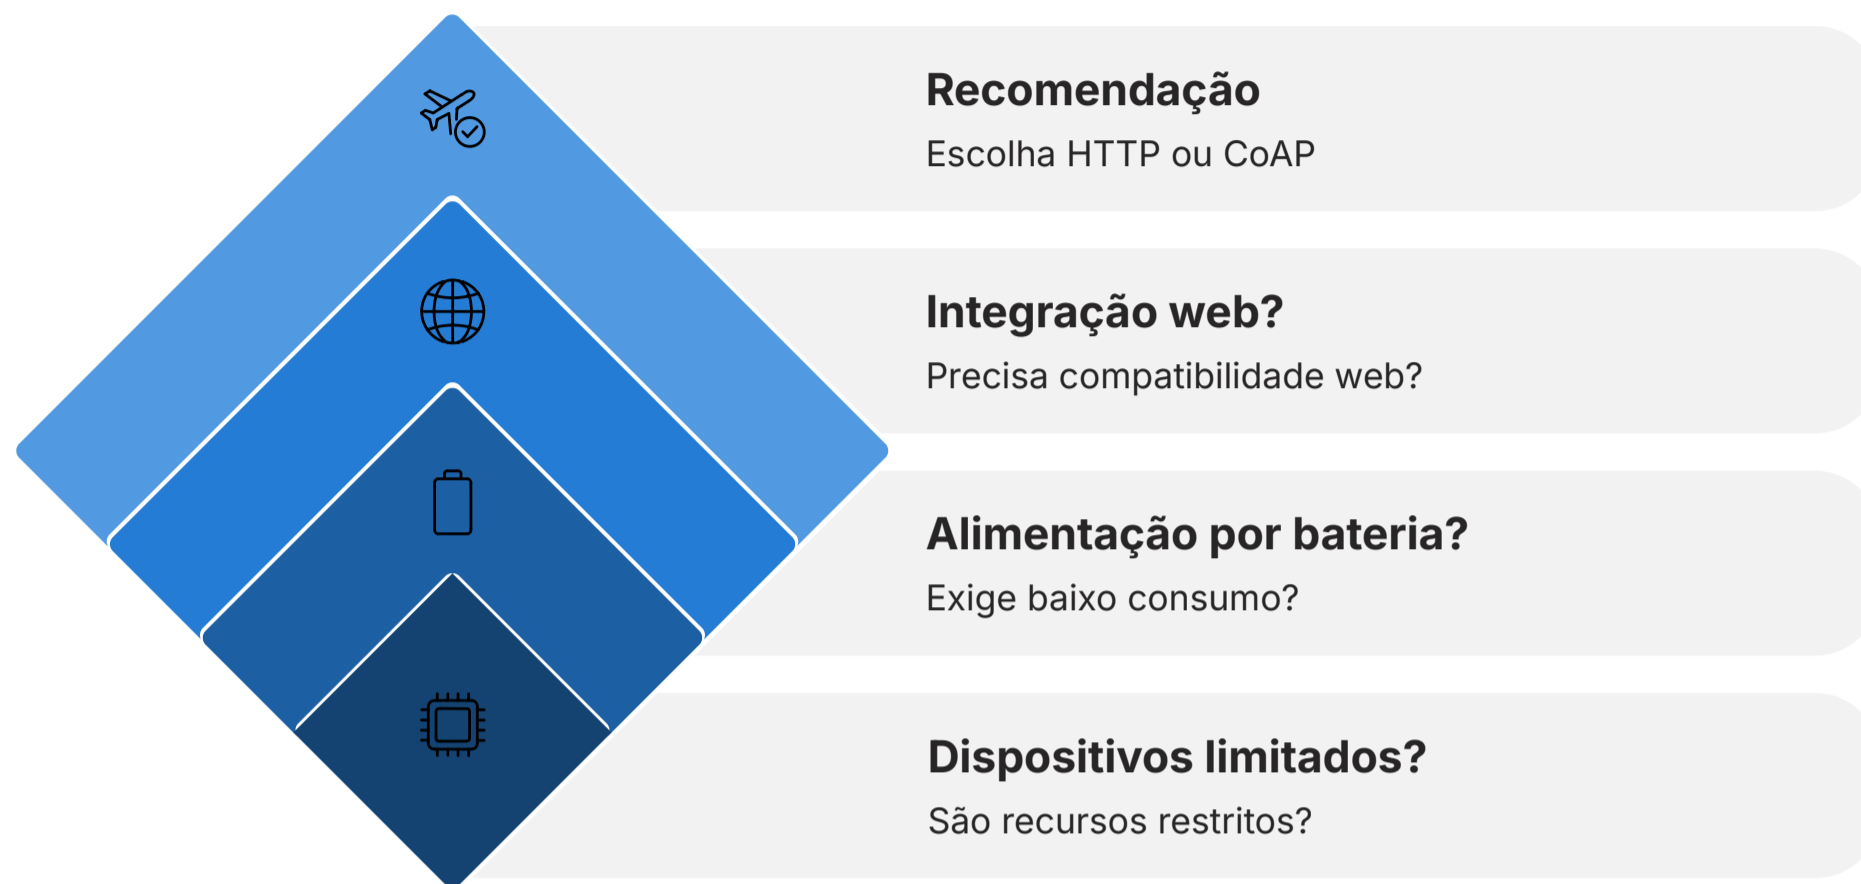 Recomendação
Escolha HTTP ou CoAP
Integração web?
Precisa compatibilidade web?
Alimentação por bateria?
Exige baixo consumo?
Dispositivos limitados?
São recursos restritos?